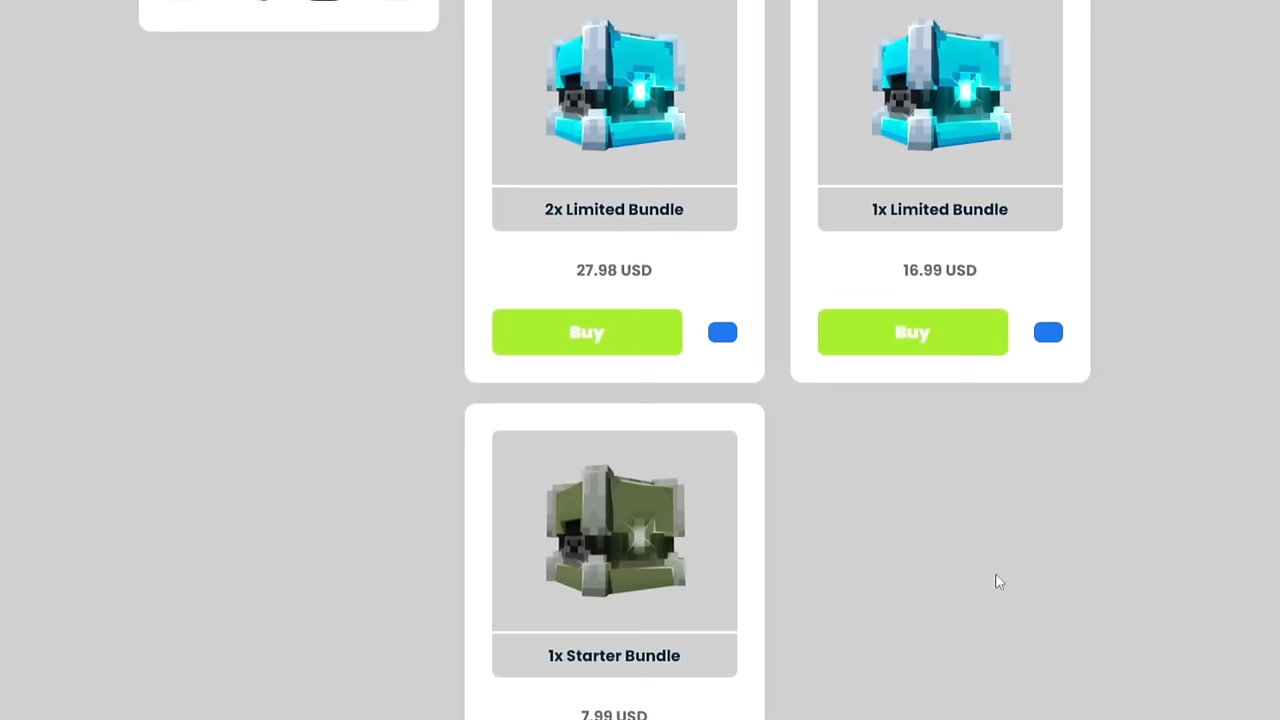 2x Limited Bundle
27.98 USD
Buy
1x Limited Bundle
16.99 USD
Buy
1x Starter Bundle
7.99 USD